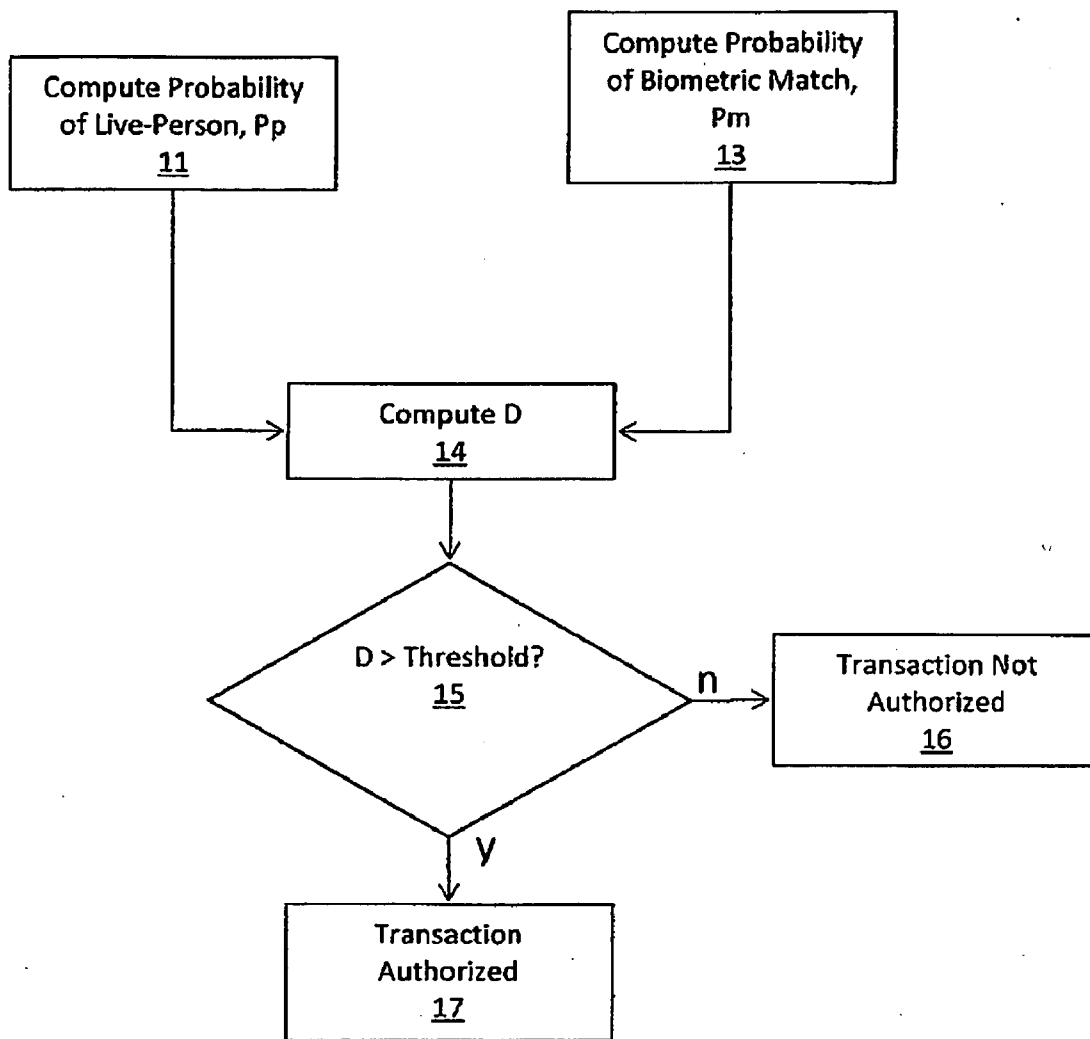 Compute Probability
of Live-Person, Pp
11
Compute Probability
of Biometric Match,
Pm
13
Compute D
14
D > Threshold?
15
n
Transaction Not
Authorized
16
y
Transaction
Authorized
17